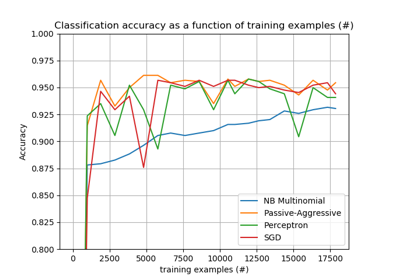 Classification accuracy as a function of training examples (#)
1.000
0.975
0.950
0.925
0.900
0.875
0.850
0.825
0.800
Accuracy
NB Multinomial
Passive-Aggressive
Perceptron
SGD
0 2500 5000 7500 10000 12500 15000 17500
training examples (#)